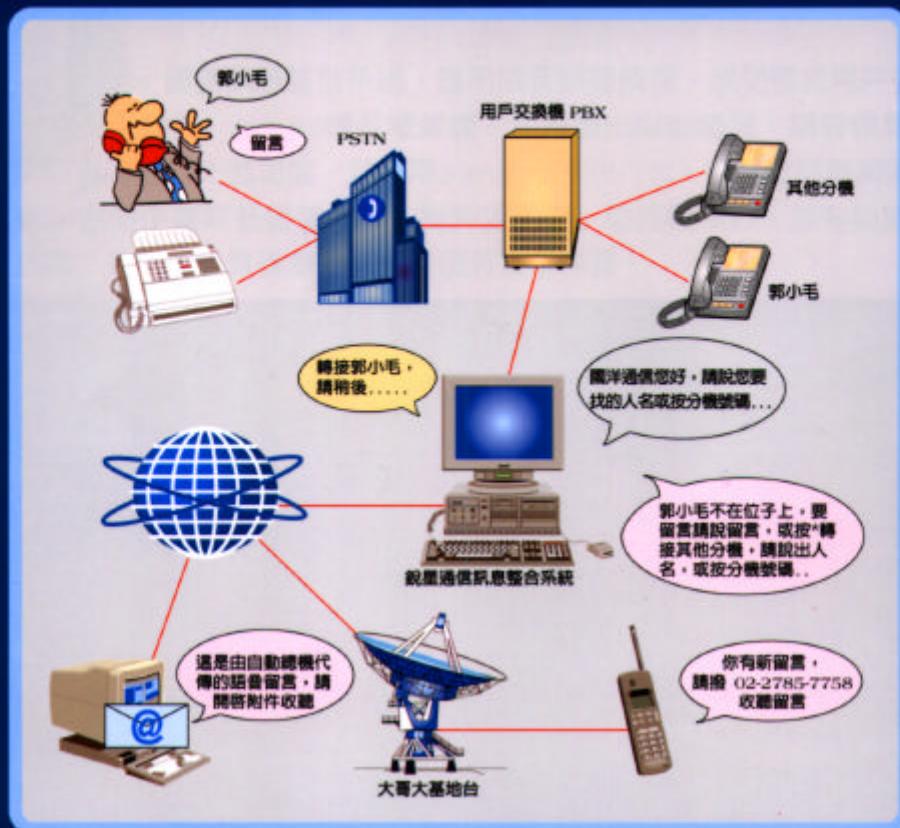 郭小毛
留言
PSTN
用戶交換機 PBX
其他分機
郭小毛
轉接郭小毛，
請稍後.....
國洋通信您好，請說您要
找的人名或按分機號碼...
郭小毛不在位子上，要
留言請說留言，或按*轉
接其他分機，請說出人
名，或按分機號碼..
銳星通信訊息整合系統
這是由自動總機代
傳的語音留言，請
開啓附件收聽
@
你有新留言，
請撥 02-2785-7758
收聽留言
大哥大基地台